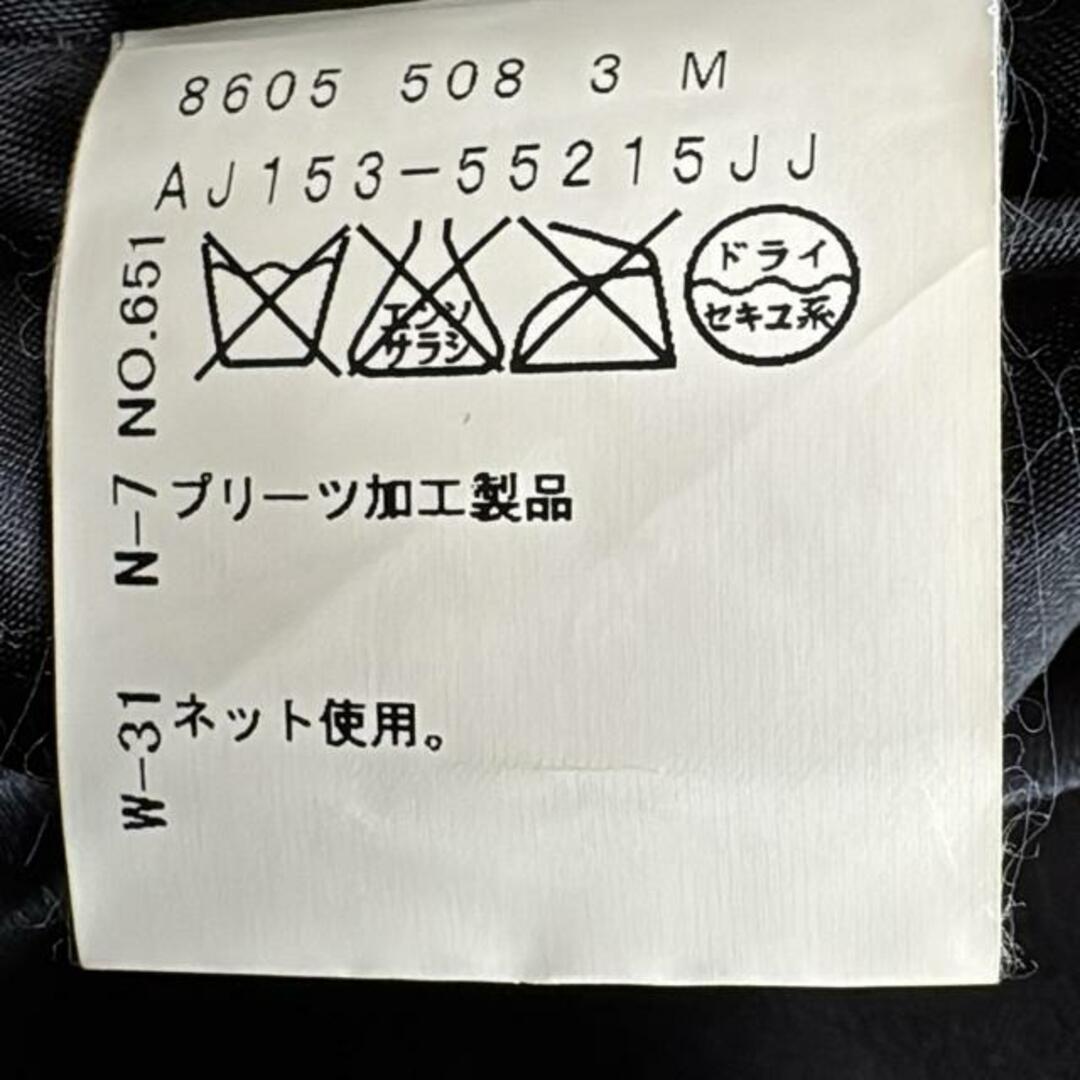 8605 508 3 M
AJ153-55215JJ
エンソ
サラシ
ドライ
セキユ系
プリーツ加工製品
ネット使用。
NO.651
N-7
W-31